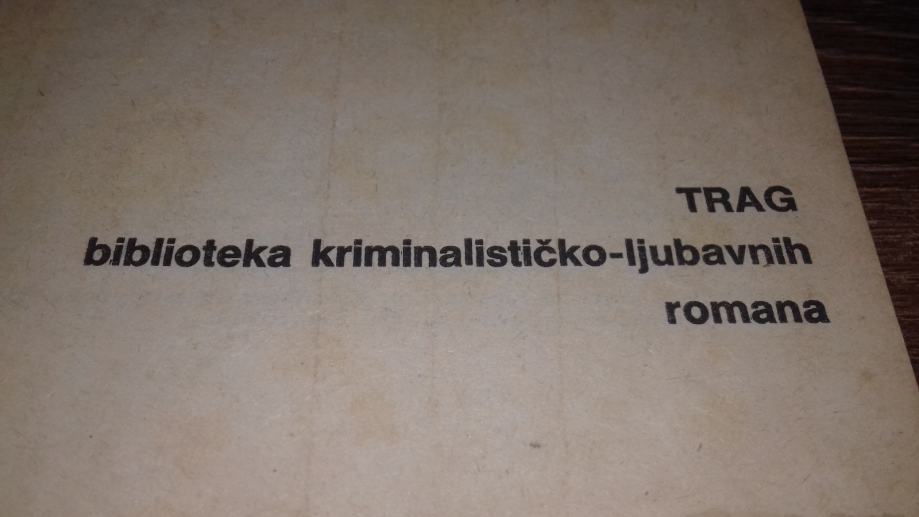 TRAG
biblioteka kriminalističko-ljubavnih
romana